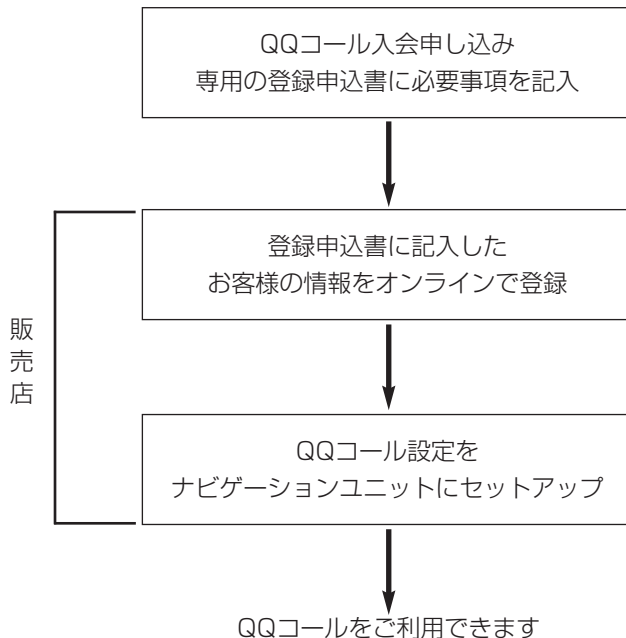 QQコール入会申し込み
専用の登録申込書に必要事項を記入
登録申込書に記入した
お客様の情報をオンラインで登録
販売店
QQコール設定を
ナビゲーションユニットにセットアップ
QQコールをご利用できます